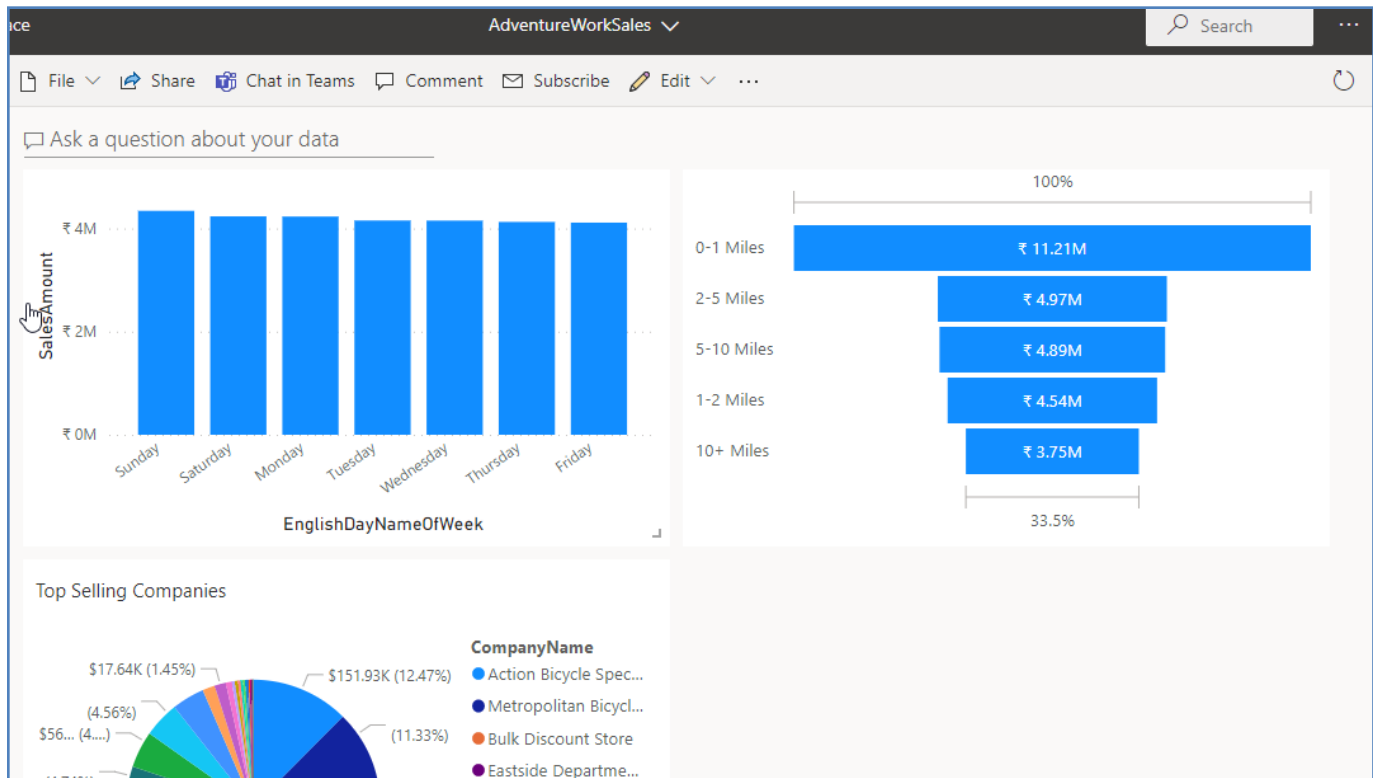 AdventureWorkSales
Search
...
File
Share
Chat in Teams
Comment
Subscribe
Edit
...
Ask a question about your data
₹ 4M
₹ 2M
₹ 0M
SalesAmount
Sunday
Saturday
Monday
Tuesday
Wednesday
Thursday
Friday
EnglishDayNameOfWeek
100%
0-1 Miles ₹ 11.21M
2-5 Miles ₹ 4.97M
5-10 Miles ₹ 4.89M
1-2 Miles ₹ 4.54M
10+ Miles ₹ 3.75M
33.5%
Top Selling Companies
$17.64K (1.45%)
(4.56%)
$56... (4....)
$151.93K (12.47%)
(11.33%)
CompanyName
Action Bicycle Spec...
Metropolitan Bicycl...
Bulk Discount Store
Eastside Departme...